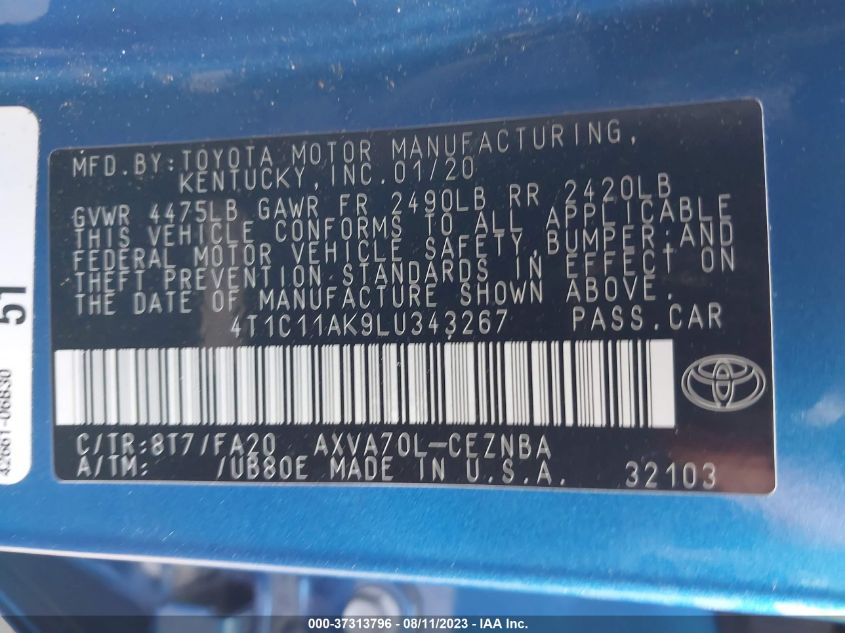 MFD.BY:TOYOTA MOTOR MANUFACTURING,
KENTUCKY, INC. 01/20
GVWR 4475LB GAWR FR 2490LB RR 2420LB
THIS VEHICLE CONFORMS TO ALL APPLICABLE
FEDERAL MOTOR VEHICLE SAFETY, BUMPER, AND
THEFT PREVENTION STANDARDS IN EFFECT ON
THE DATE OF MANUFACTURE SHOWN ABOVE.
4T1C11AK9LU343267 PASS.CAR
C/TR:8T7/FA20 AXVA70L-CEZNBA
A/TM: /UB80E MADE IN U.S.A. 32103
51
42661-06B30
000-37313796 - 08/11/2023 - IAA Inc.